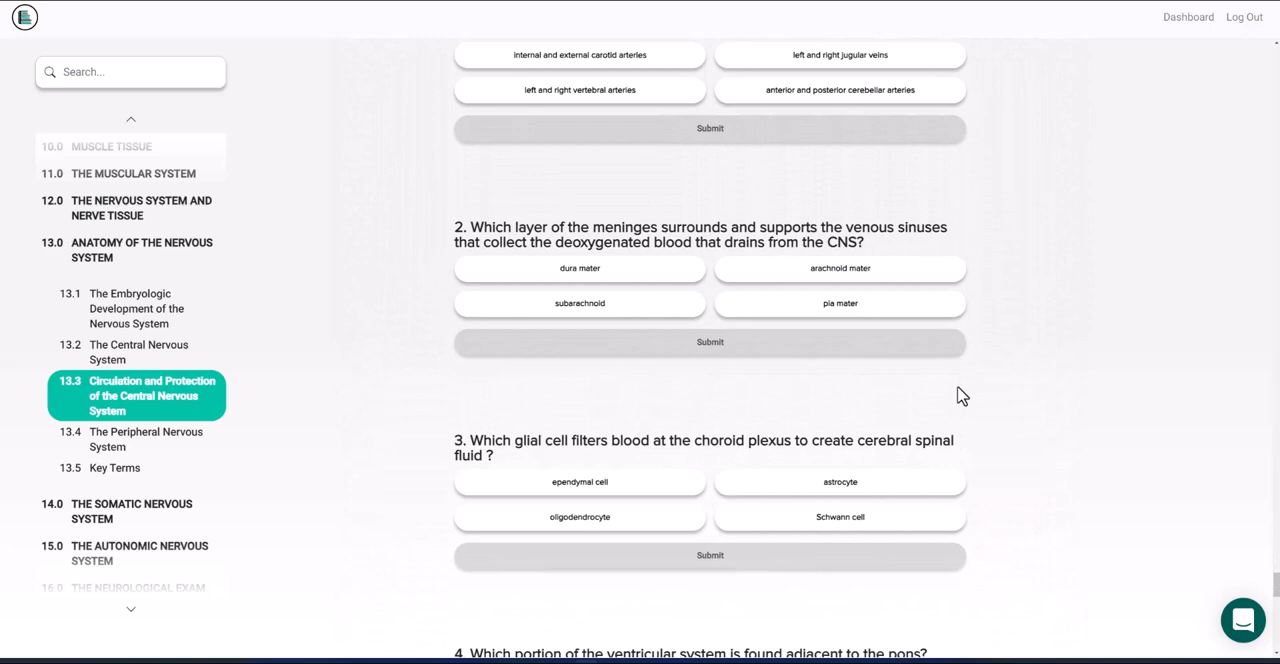 Dashboard Log Out
Search...
10.0 MUSCLE TISSUE
11.0 THE MUSCULAR SYSTEM
12.0 THE NERVOUS SYSTEM AND
NERVE TISSUE
13.0 ANATOMY OF THE NERVOUS
SYSTEM
13.1 The Embryologic
Development of the
Nervous System
13.2 The Central Nervous
System
13.3 Circulation and Protection
of the Central Nervous
System
13.4 The Peripheral Nervous
System
13.5 Key Terms
14.0 THE SOMATIC NERVOUS
SYSTEM
15.0 THE AUTONOMIC NERVOUS
SYSTEM
16.0 THE NEUROLOGICAL EXAM
internal and external carotid arteries
left and right jugular veins
left and right vertebral arteries
anterior and posterior cerebellar arteries
Submit
2. Which layer of the meninges surrounds and supports the venous sinuses
that collect the deoxygenated blood that drains from the CNS?
dura mater
arachnoid mater
subarachnoid
pia mater
Submit
3. Which glial cell filters blood at the choroid plexus to create cerebral spinal
fluid ?
ependymal cell
astrocyte
oligodendrocyte
Schwann cell
Submit
4. Which portion of the ventricular system is found adjacent to the pons?